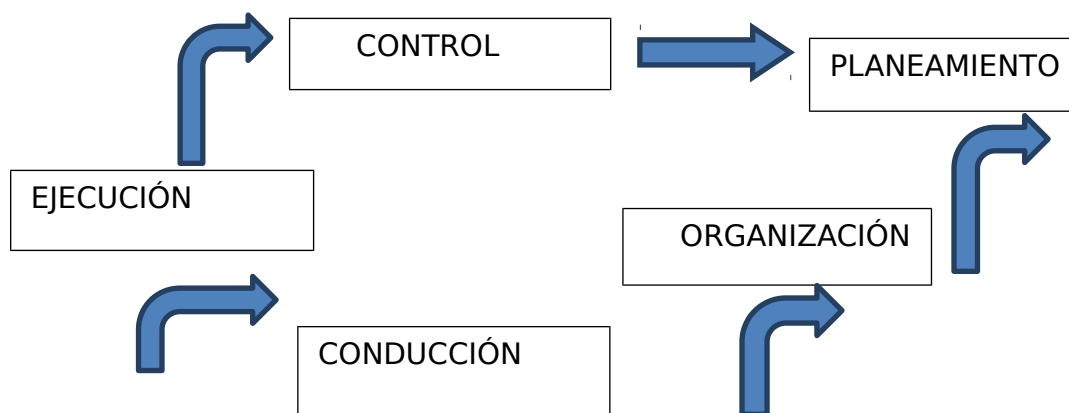 CONTROL
PLANEAMIENTO
EJECUCIÓN
ORGANIZACIÓN
CONDUCCIÓN